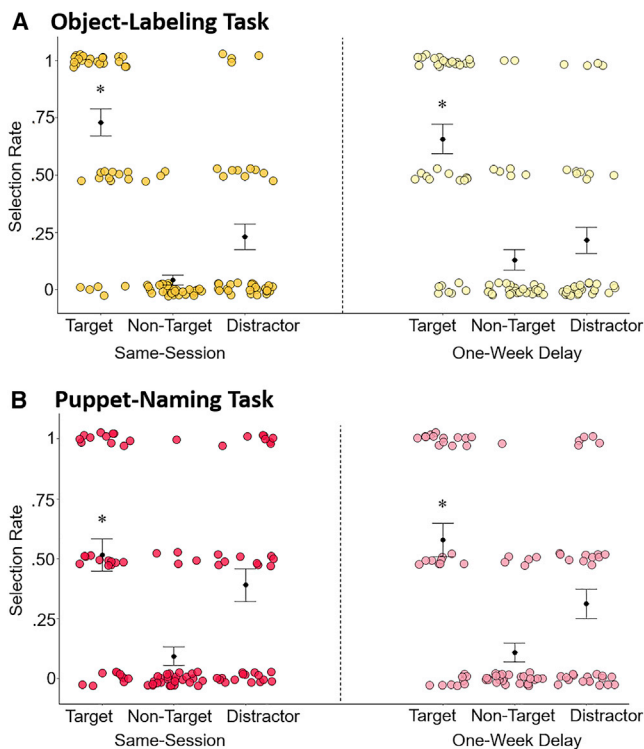 A Object-Labeling Task
Selection Rate
1
.75
.50
.25
0
*
*
Target Non-Target Distractor Target Non-Target Distractor
Same-Session One-Week Delay
B Puppet-Naming Task
Selection Rate
1
.75
.50
.25
0
*
*
Target Non-Target Distractor Target Non-Target Distractor
Same-Session One-Week Delay